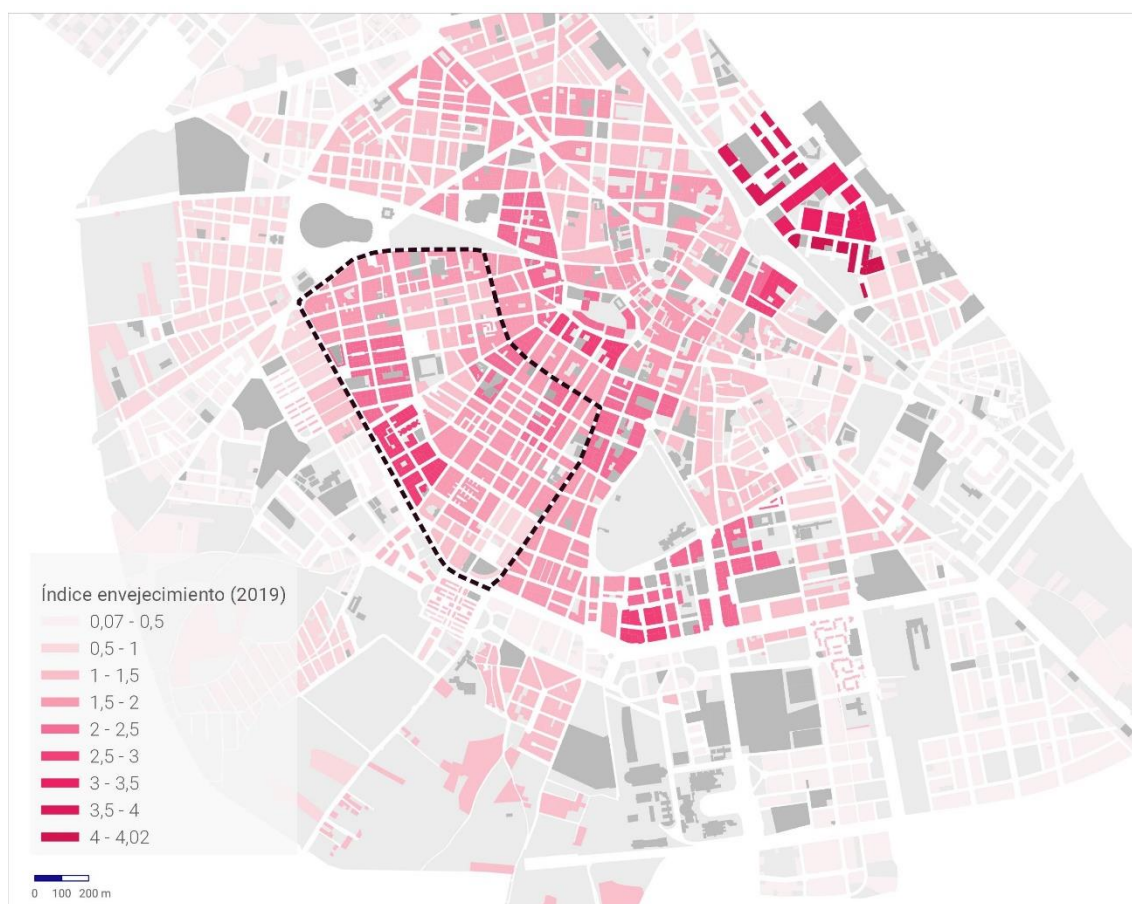 Índice envejecimiento (2019)
0,07 - 0,5
0,5 - 1
1 - 1,5
1,5 - 2
2 - 2,5
2,5 - 3
3 - 3,5
3,5 - 4
4 - 4,02
0 100 200 m